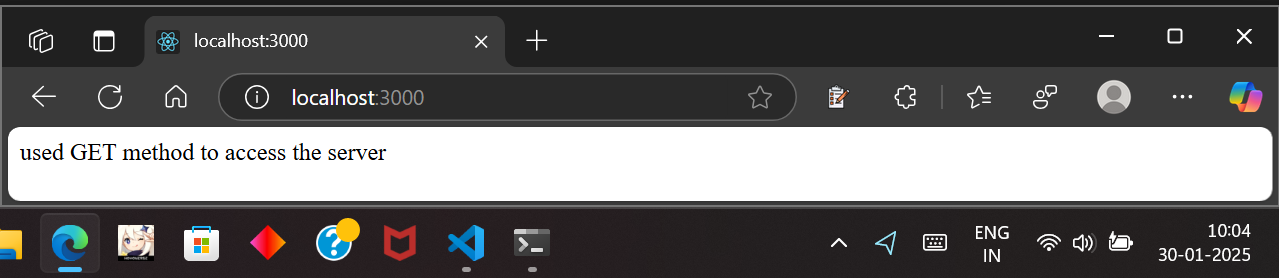 localhost:3000
localhost:3000
used GET method to access the server
ENG
IN
10:04
30-01-2025